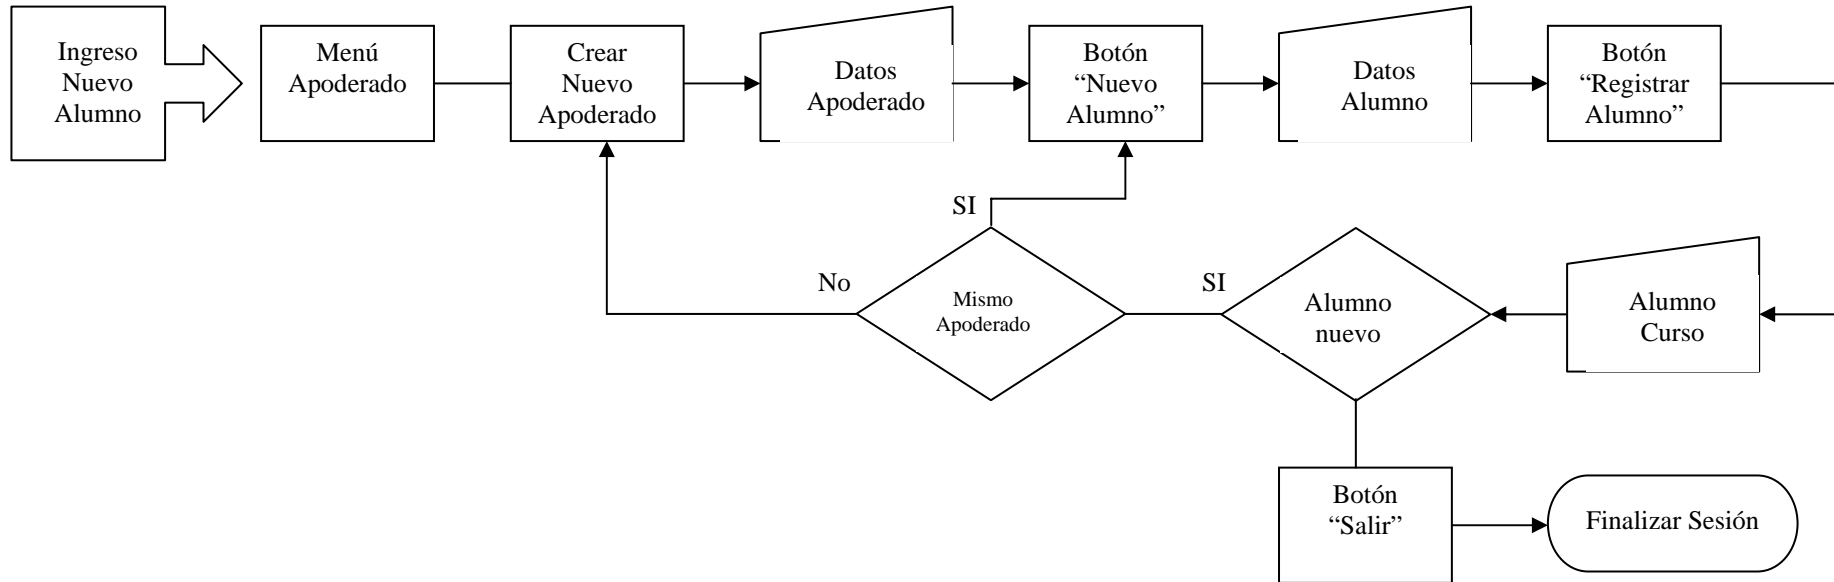 Ingreso
Nuevo
Alumno
Menú
Apoderado
Crear
Nuevo
Apoderado
Datos
Apoderado
Botón
“Nuevo
Alumno”
Datos
Alumno
Botón
“Registrar
Alumno”
SI
No
Mismo
Apoderado
SI
Alumno
nuevo
Alumno
Curso
Botón
“Salir”
Finalizar Sesión